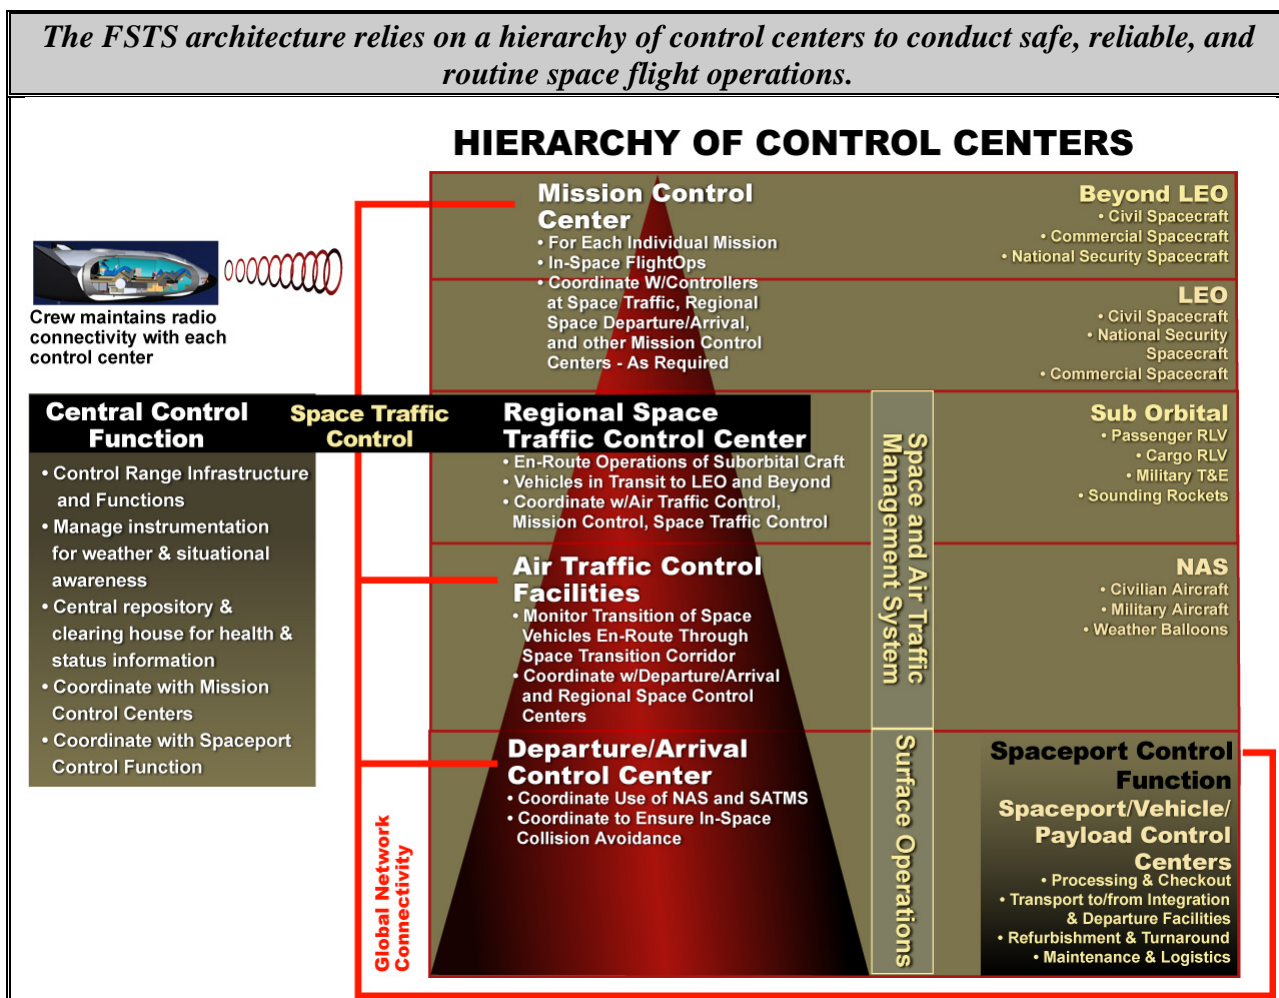 The FSTS architecture relies on a hierarchy of control centers to conduct safe, reliable, and
routine space flight operations.
HIERARCHY OF CONTROL CENTERS
Crew maintains radio
connectivity with each
control center
Mission Control
Center
• For Each Individual Mission
• In-Space FlightOps
• Coordinate W/Controllers
at Space Traffic, Regional
Space Departure/Arrival,
and other Mission Control
Centers - As Required
Beyond LEO
• Civil Spacecraft
• Commercial Spacecraft
• National Security Spacecraft
LEO
• Civil Spacecraft
• National Security
Spacecraft
• Commercial Spacecraft
Central Control
Function
• Control Range Infrastructure
and Functions
• Manage instrumentation
for weather & situational
awareness
• Central repository &
clearing house for health &
status information
• Coordinate with Mission
Control Centers
• Coordinate with Spaceport
Control Function
Space Traffic
Control
Regional Space
Traffic Control Center
• En-Route Operations of Suborbital Craft
• Vehicles in Transit to LEO and Beyond
• Coordinate w/Air Traffic Control,
Mission Control, Space Traffic Control
Space and Air Traffic
Management System
Sub Orbital
• Passenger RLV
• Cargo RLV
• Military T&E
• Sounding Rockets
Air Traffic Control
Facilities
• Monitor Transition of Space
Vehicles En-Route Through
Space Transition Corridor
• Coordinate w/Departure/Arrival
and Regional Space Control
Centers
NAS
• Civilian Aircraft
• Military Aircraft
• Weather Balloons
Departure/Arrival
Control Center
• Coordinate Use of NAS and SATMS
• Coordinate to Ensure In-Space
Collision Avoidance
Surface Operations
Spaceport Control
Function
Spaceport/Vehicle/
Payload Control
Centers
• Processing & Checkout
• Transport to/from Integration
& Departure Facilities
• Refurbishment & Turnaround
• Maintenance & Logistics
Global Network
Connectivity